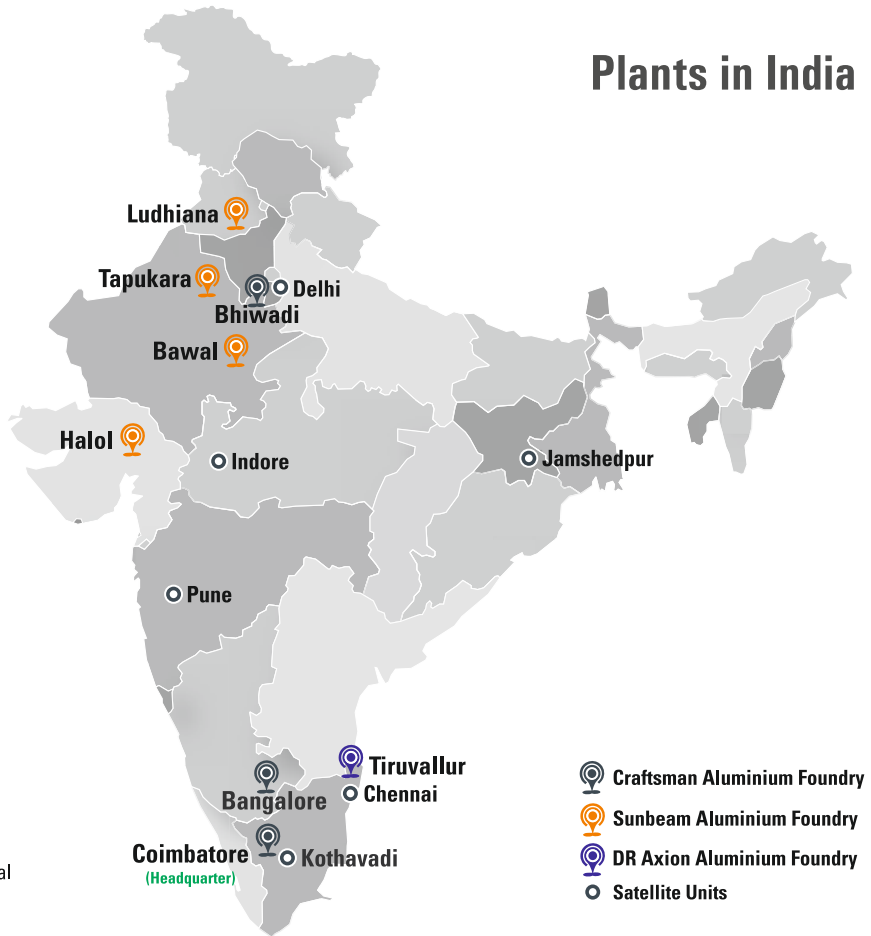 Plants in India
Ludhiana
Tapukara
Delhi
Bhiwadi
Bawal
Halol
Indore
Jamshedpur
Pune
Tiruvallur
Bangalore
Chennai
Coimbatore
(Headquarter)
Kothavadi
Craftsman Aluminium Foundry
Sunbeam Aluminium Foundry
DR Axion Aluminium Foundry
Satellite Units
al